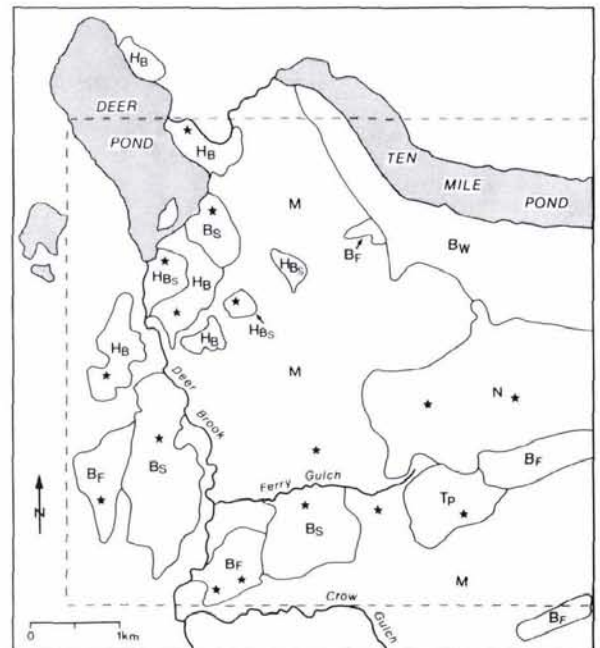 HB
DEER
POND
HB
TEN
MILE
POND
M
BS
BF
BW
HBS
HB
HBS
HBS
HB
HB
M
Deer
Brook
N
BF
BS
BF
Ferry Gulch
TP
BS
N
BF
M
Crow
Gulch
BF
0 1km